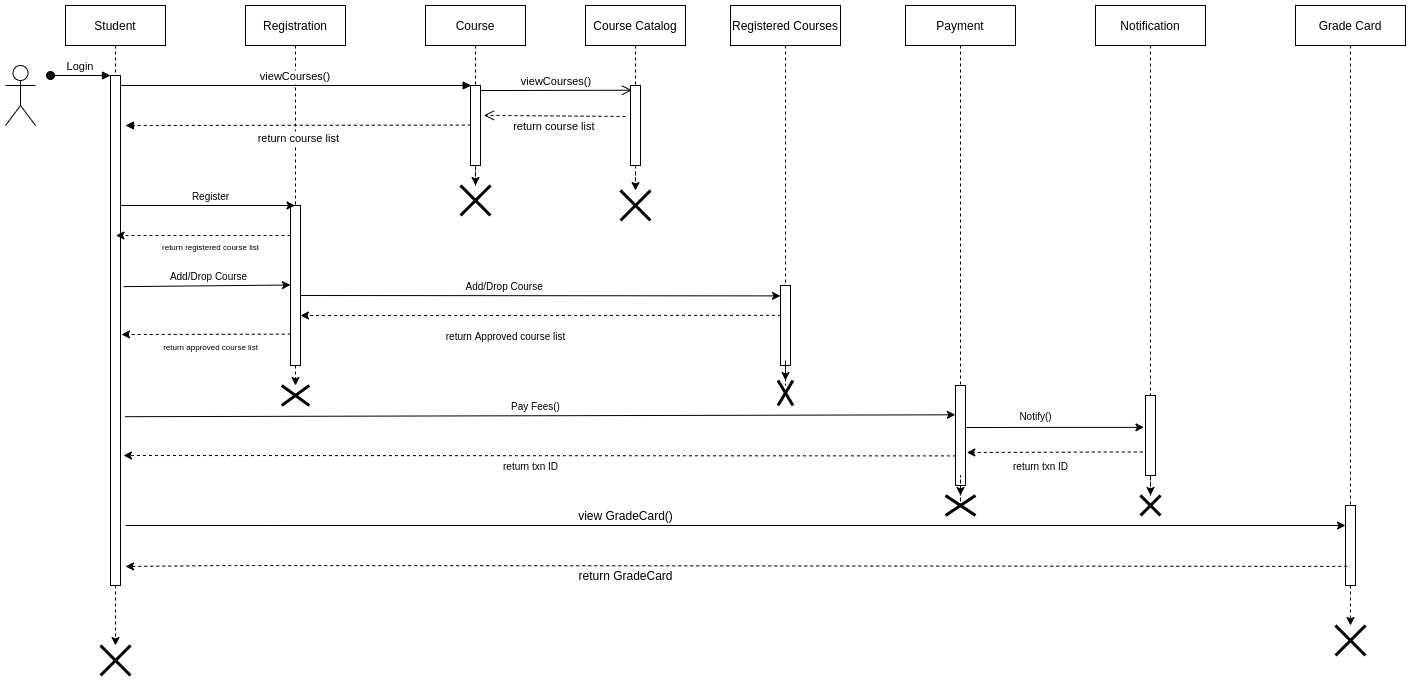 Student
Registration
Course
Course Catalog
Registered Courses
Payment
Notification
Grade Card
Login
viewCourses()
viewCourses()
return course list
return course list
Register
return registered course list
Add/Drop Course
Add/Drop Course
return Approved course list
return approved course list
Pay Fees()
Notify()
return txn ID
return txn ID
view GradeCard()
return GradeCard